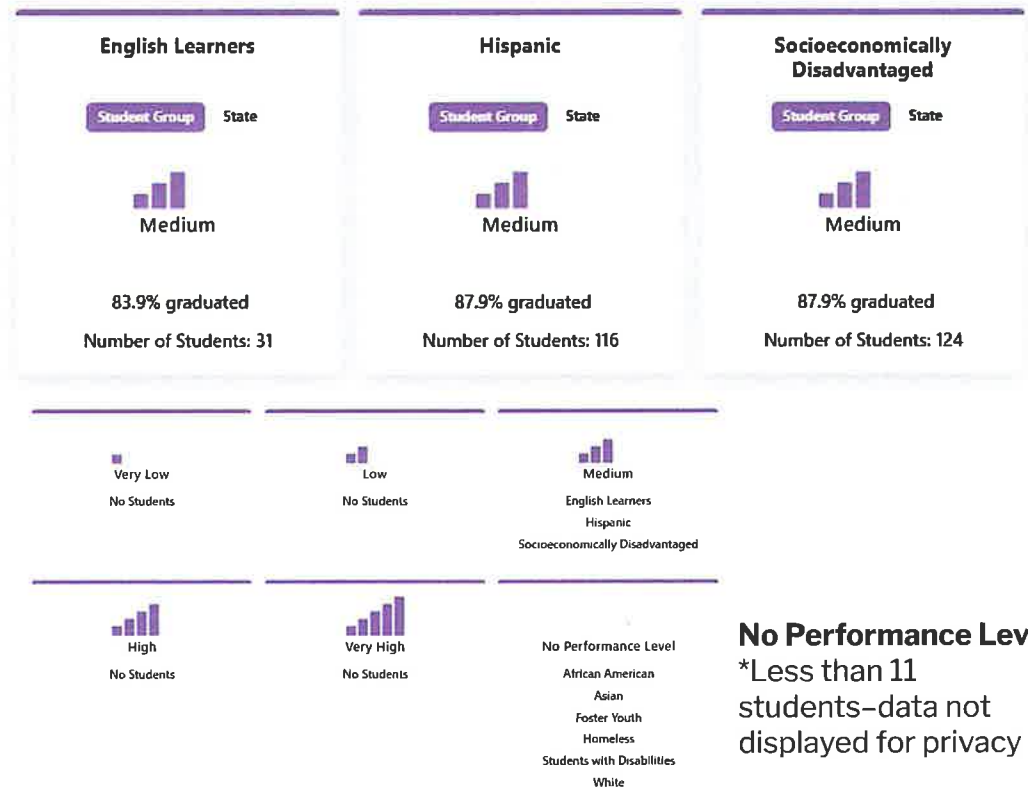 English Learners
Student Group State
Medium
83.9% graduated
Number of Students: 31
Hispanic
Student Group State
Medium
87.9% graduated
Number of Students: 116
Socioeconomically
Disadvantaged
Student Group State
Medium
87.9% graduated
Number of Students: 124
Very Low
No Students
Low
No Students
Medium
English Learners
Hispanic
Socioeconomically Disadvantaged
High
No Students
Very High
No Students
No Performance Level
African American
Asian
Foster Youth
Homeless
Students with Disabilities
White
No Performance Lev
*Less than 11
students–data not
displayed for privacy